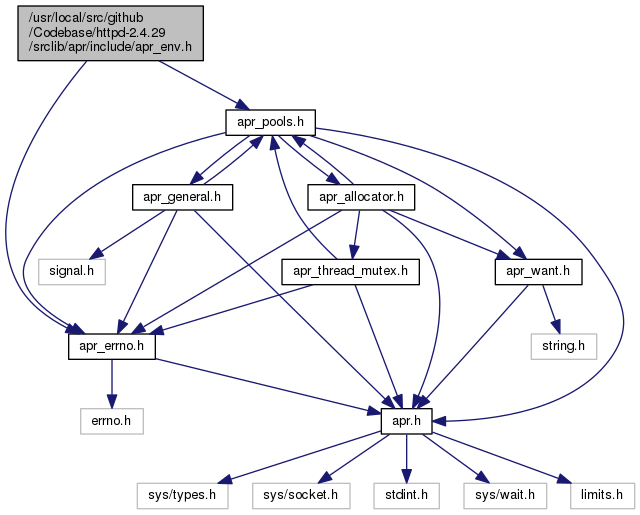 /usr/local/src/github
/Codebase/httpd-2.4.29
/srclib/apr/include/apr_env.h
apr_pools.h
apr_general.h
apr_allocator.h
signal.h
apr_thread_mutex.h
apr_want.h
apr_errno.h
string.h
errno.h
apr.h
sys/types.h
sys/socket.h
stdint.h
sys/wait.h
limits.h